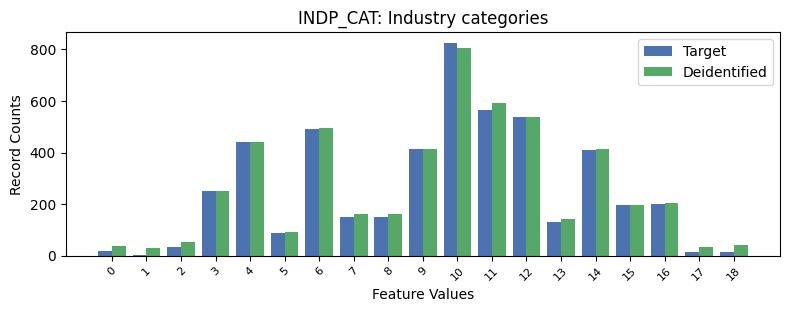 INDP_CAT: Industry categories
Record Counts
800
600
400
200
0
Target
Deidentified
0 1 2 3 4 5 6 7 8 9 10 11 12 13 14 15 16 17 18
Feature Values